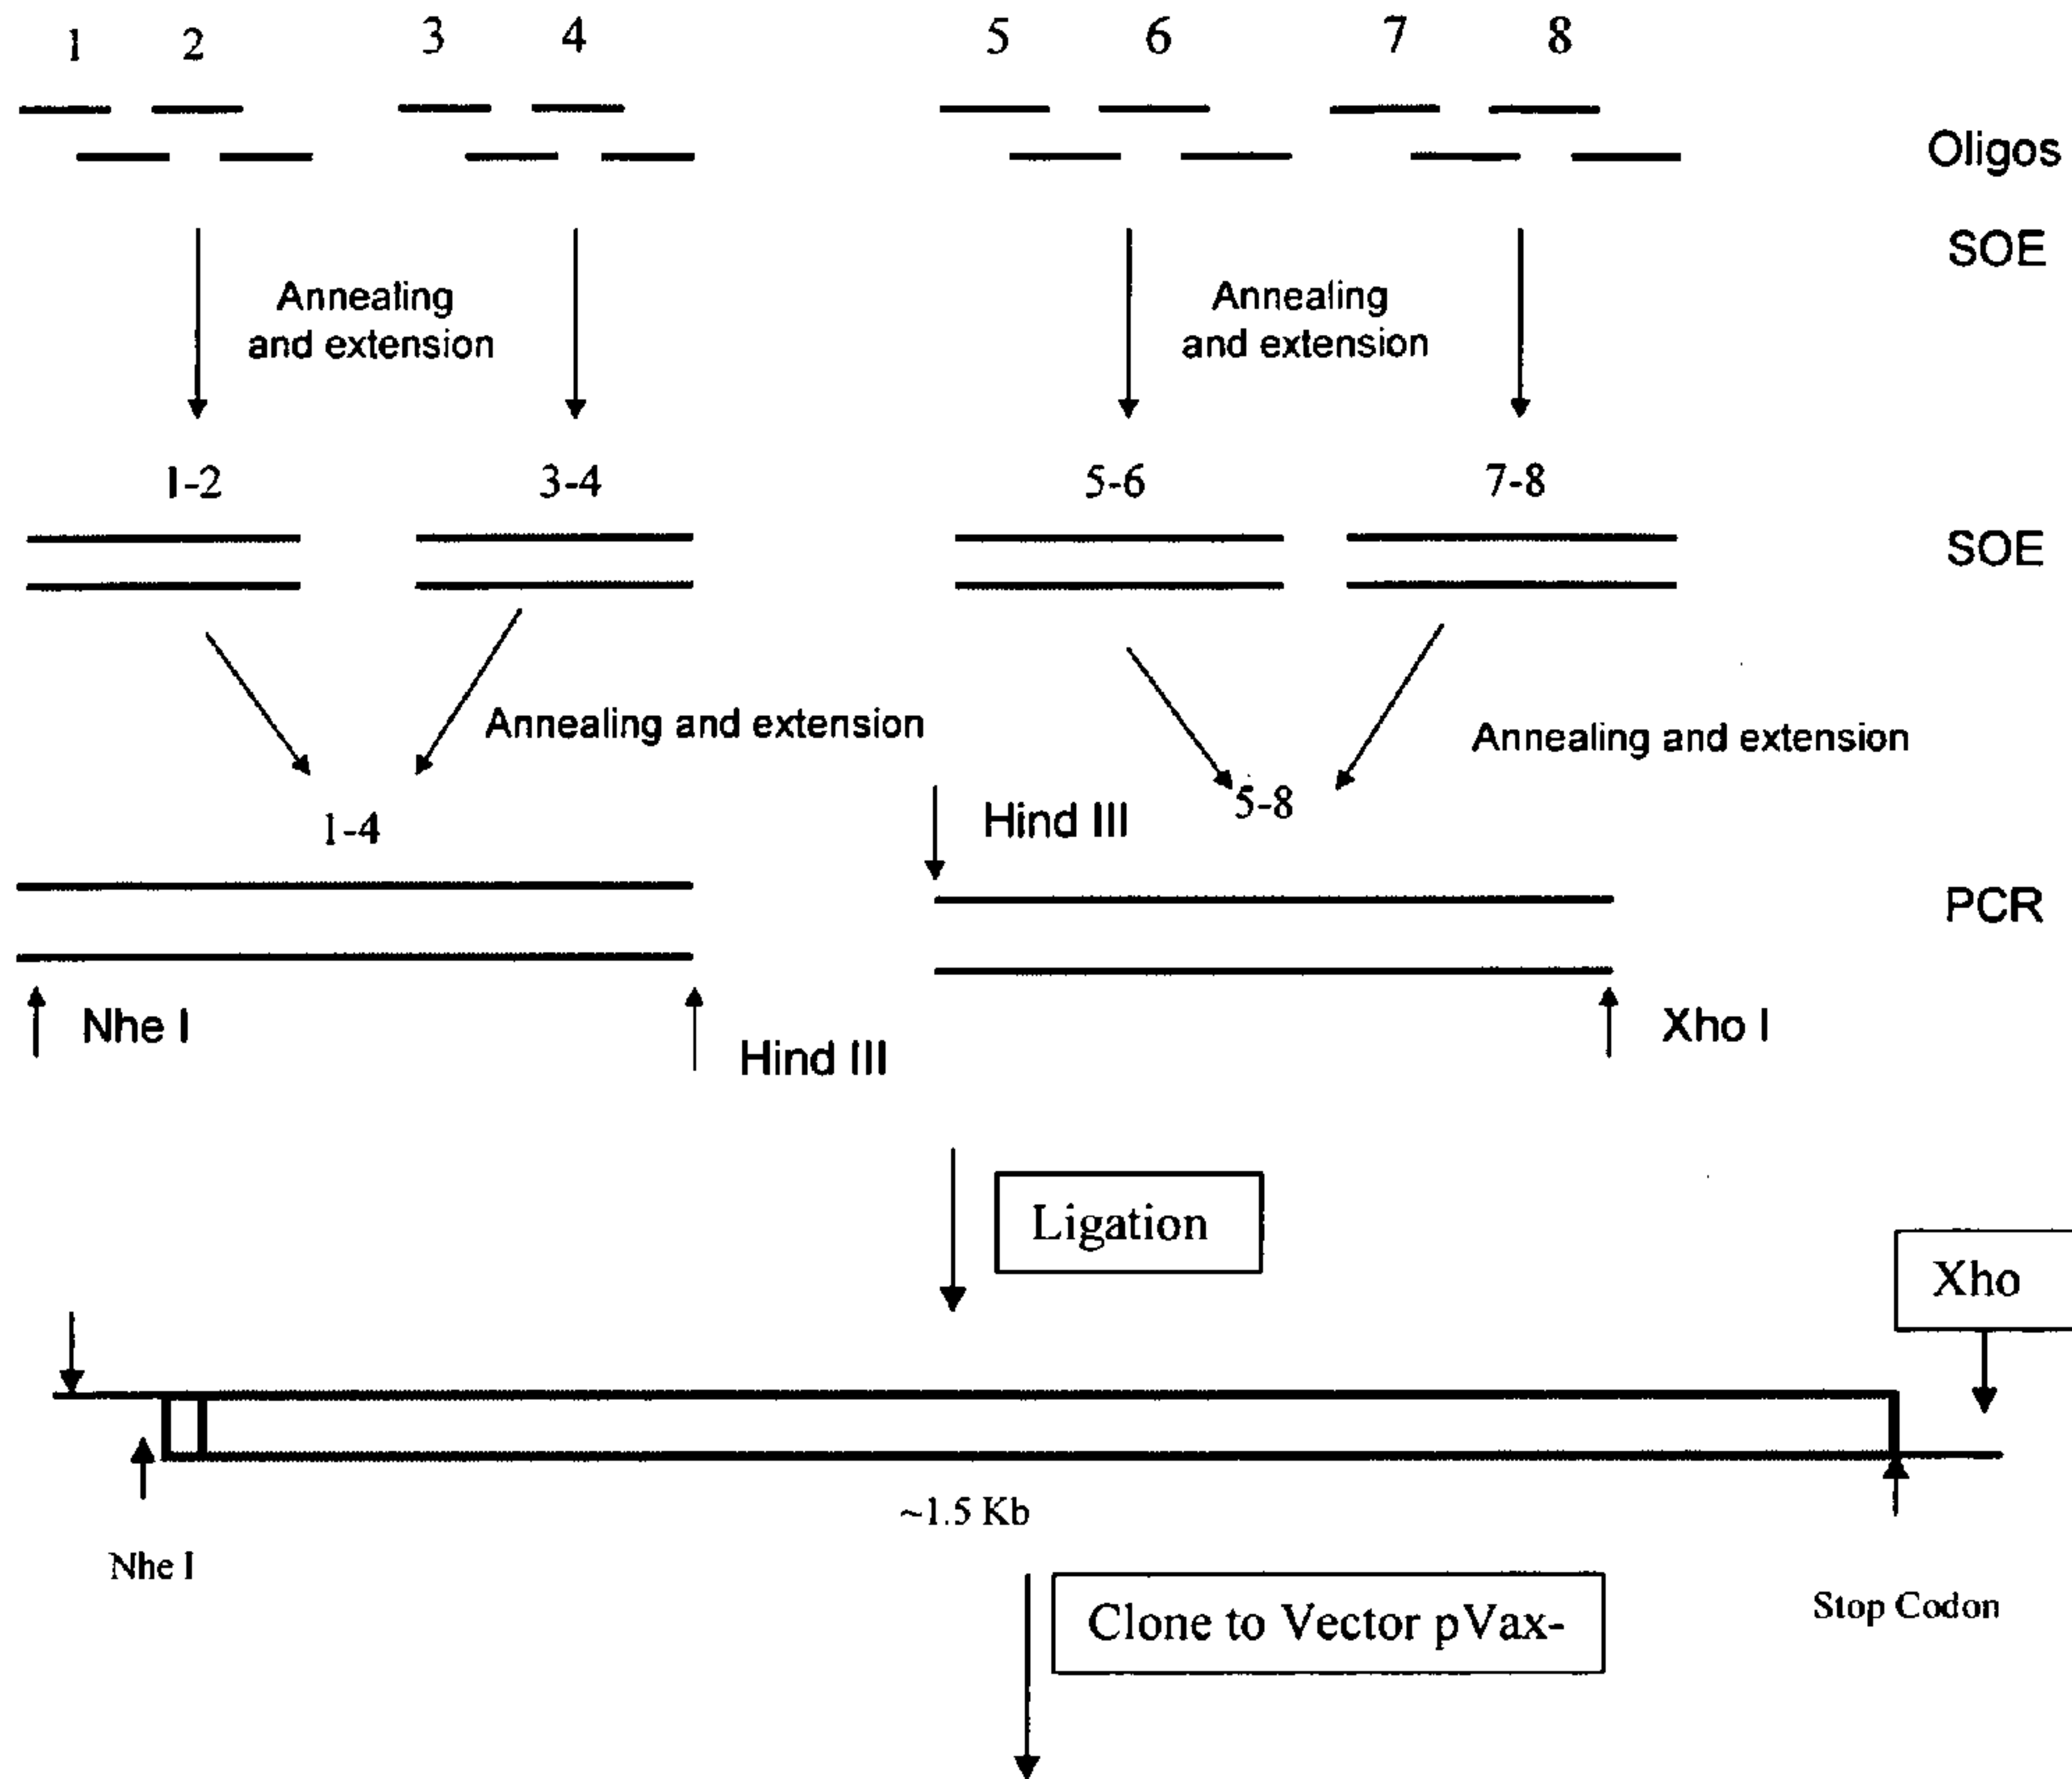 1 2 3 4 5 6 7 8
Oligos
SOE
Annealing
and extension
Annealing
and extension
1-2 3-4 5-6 7-8
SOE
Annealing and extension
Annealing and extension
1-4
Hind III
5-8
PCR
Nhe I
Hind III
Xho I
Ligation
Xho
~1.5 Kb
Nhe I
Stop Codon
Clone to Vector pVax-